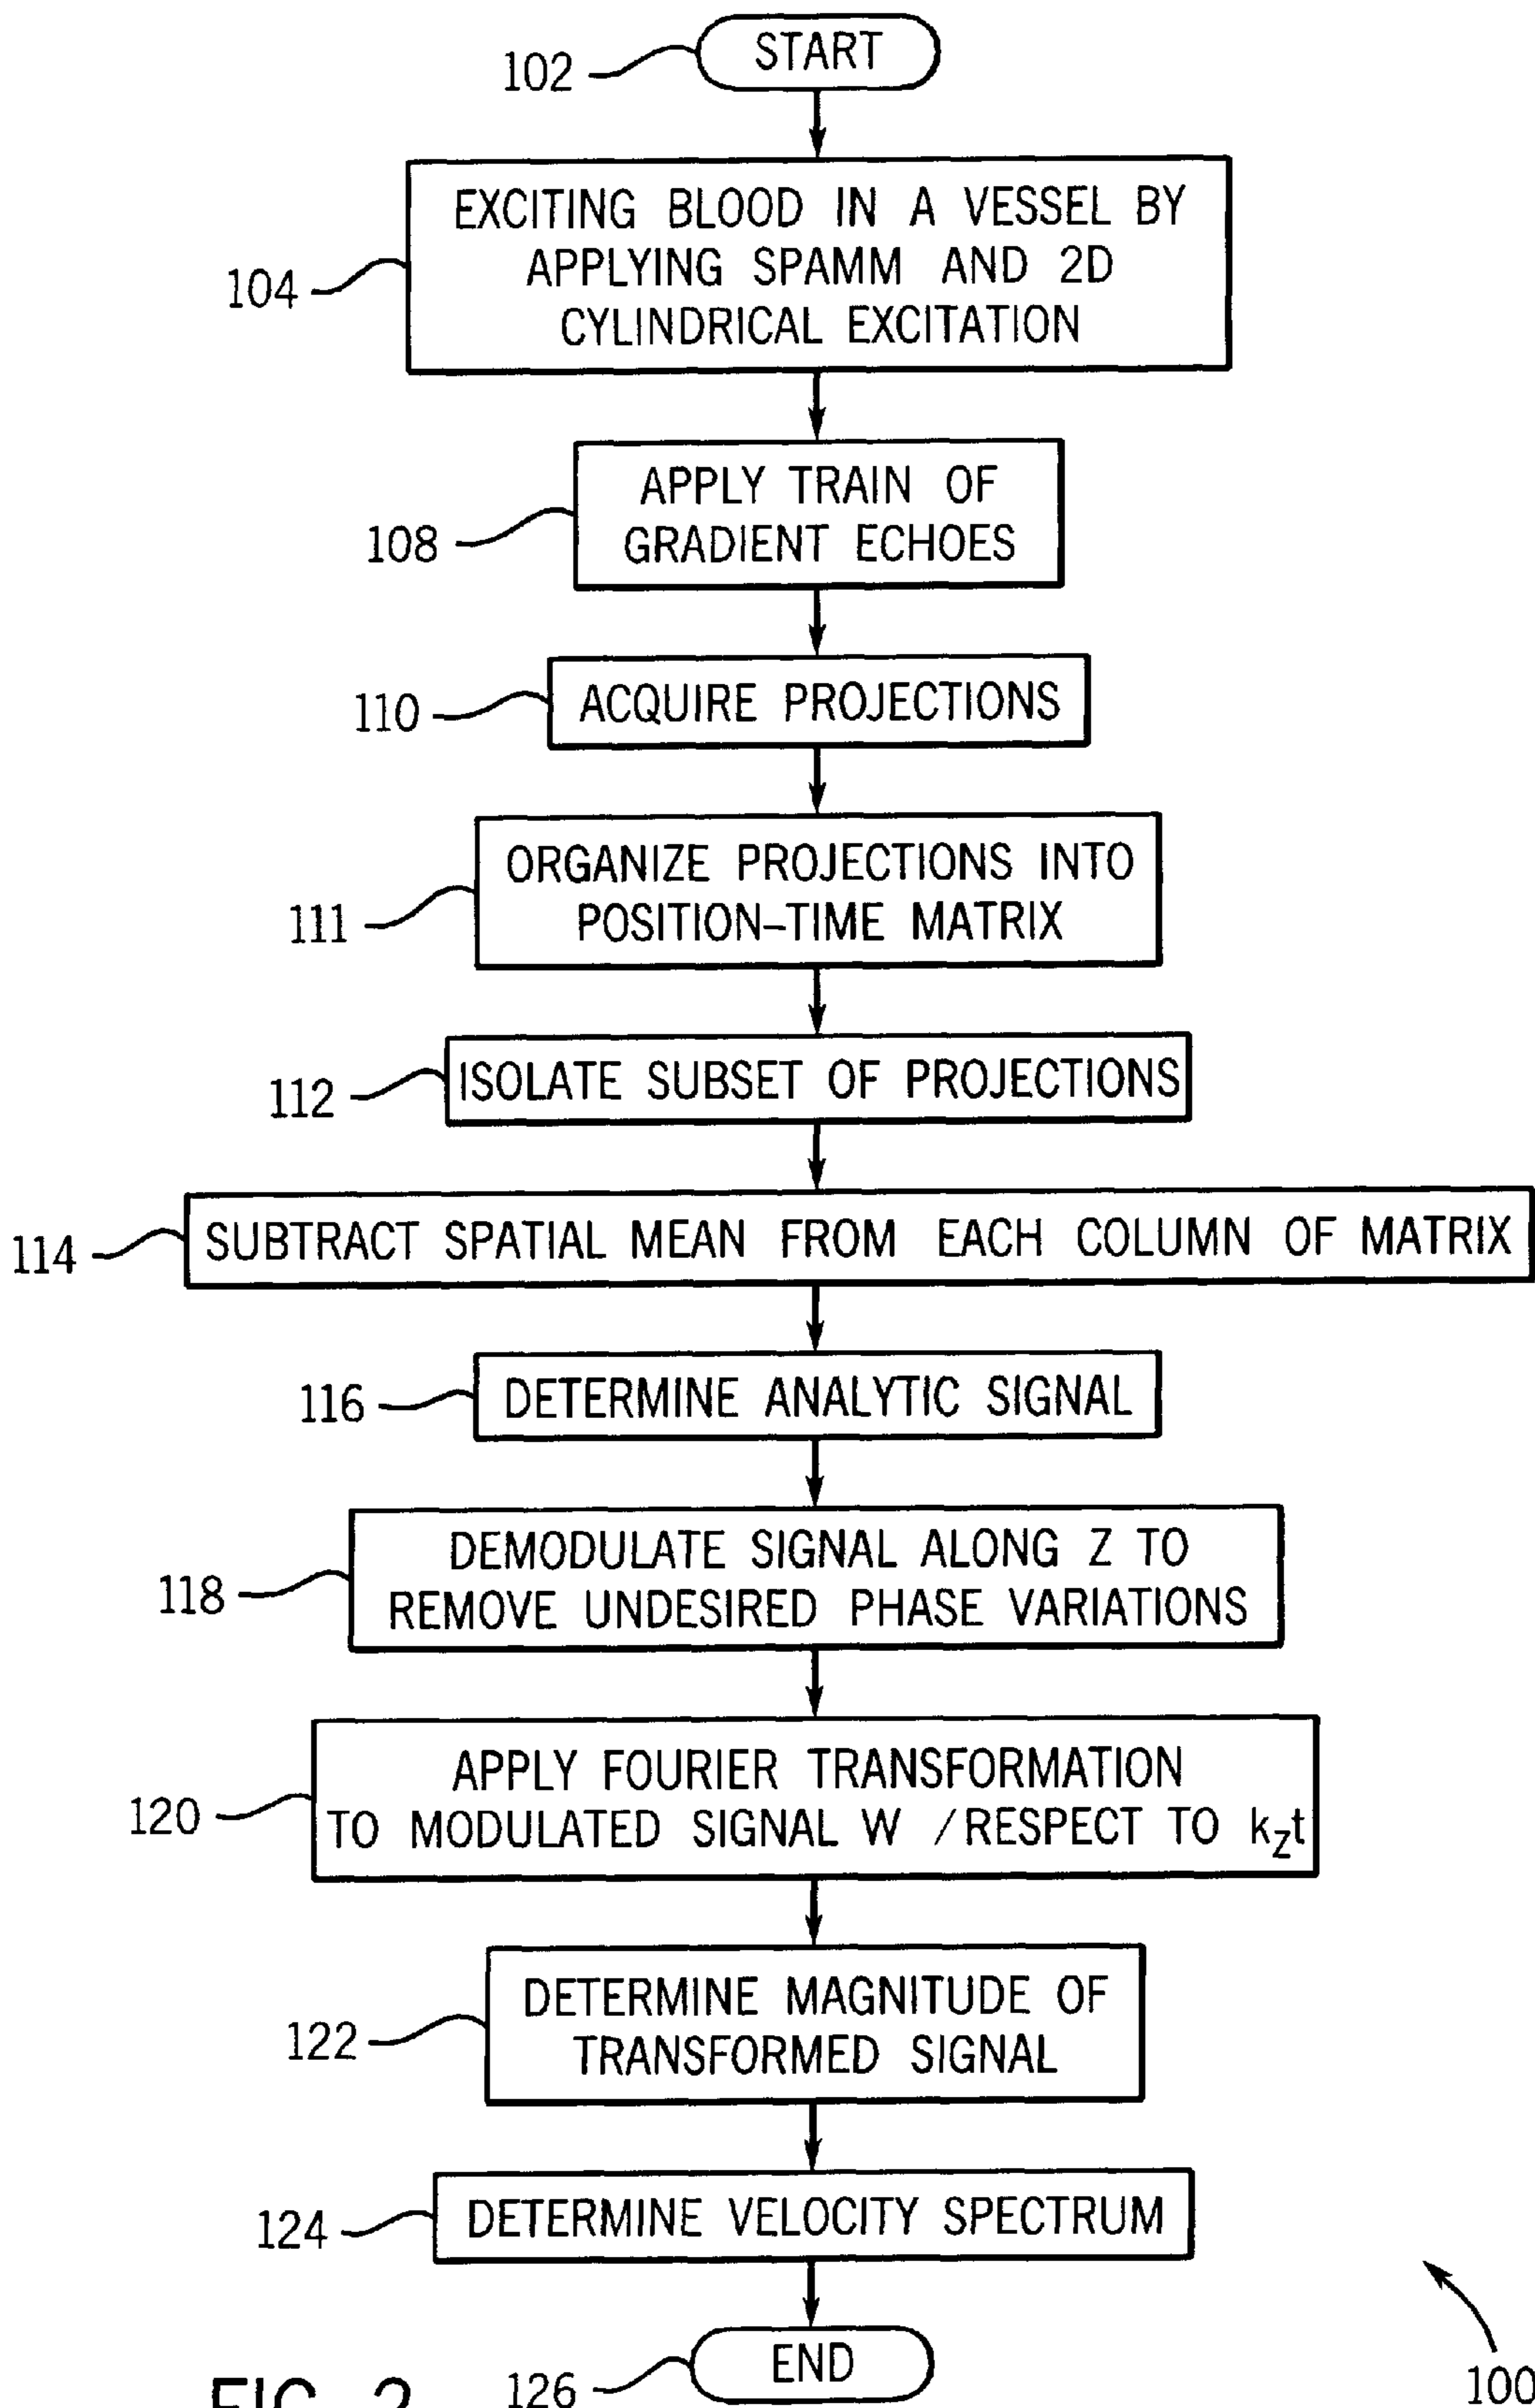 102
START
104
EXCITING BLOOD IN A VESSEL BY
APPLYING SPAMM AND 2D
CYLINDRICAL EXCITATION
108
APPLY TRAIN OF
GRADIENT ECHOES
110
ACQUIRE PROJECTIONS
111
ORGANIZE PROJECTIONS INTO
POSITION-TIME MATRIX
112
ISOLATE SUBSET OF PROJECTIONS
114
SUBTRACT SPATIAL MEAN FROM EACH COLUMN OF MATRIX
116
DETERMINE ANALYTIC SIGNAL
118
DEMODULATE SIGNAL ALONG Z TO
REMOVE UNDESIRED PHASE VARIATIONS
120
APPLY FOURIER TRANSFORMATION
TO MODULATED SIGNAL W /RESPECT TO kzt
122
DETERMINE MAGNITUDE OF
TRANSFORMED SIGNAL
124
DETERMINE VELOCITY SPECTRUM
126
END
100
FIG. 2